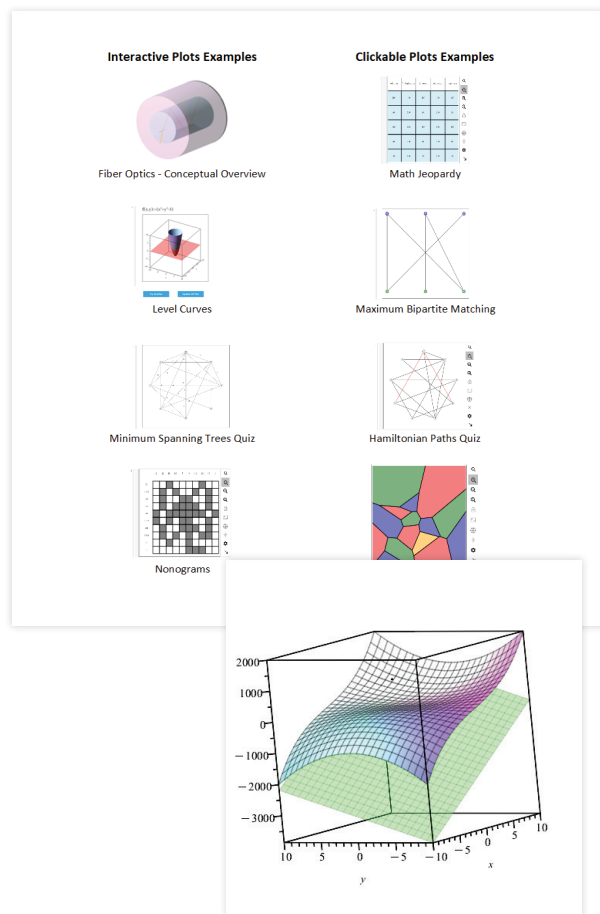 Interactive Plots Examples
Clickable Plots Examples
Fiber Optics - Conceptual Overview
Math Jeopardy
Level Curves
Maximum Bipartite Matching
Minimum Spanning Trees Quiz
Hamiltonian Paths Quiz
Nonograms
2000
1000
0
−1000
−2000
−3000
10 5 0 −5 −10
−5 0 5 10
x
y